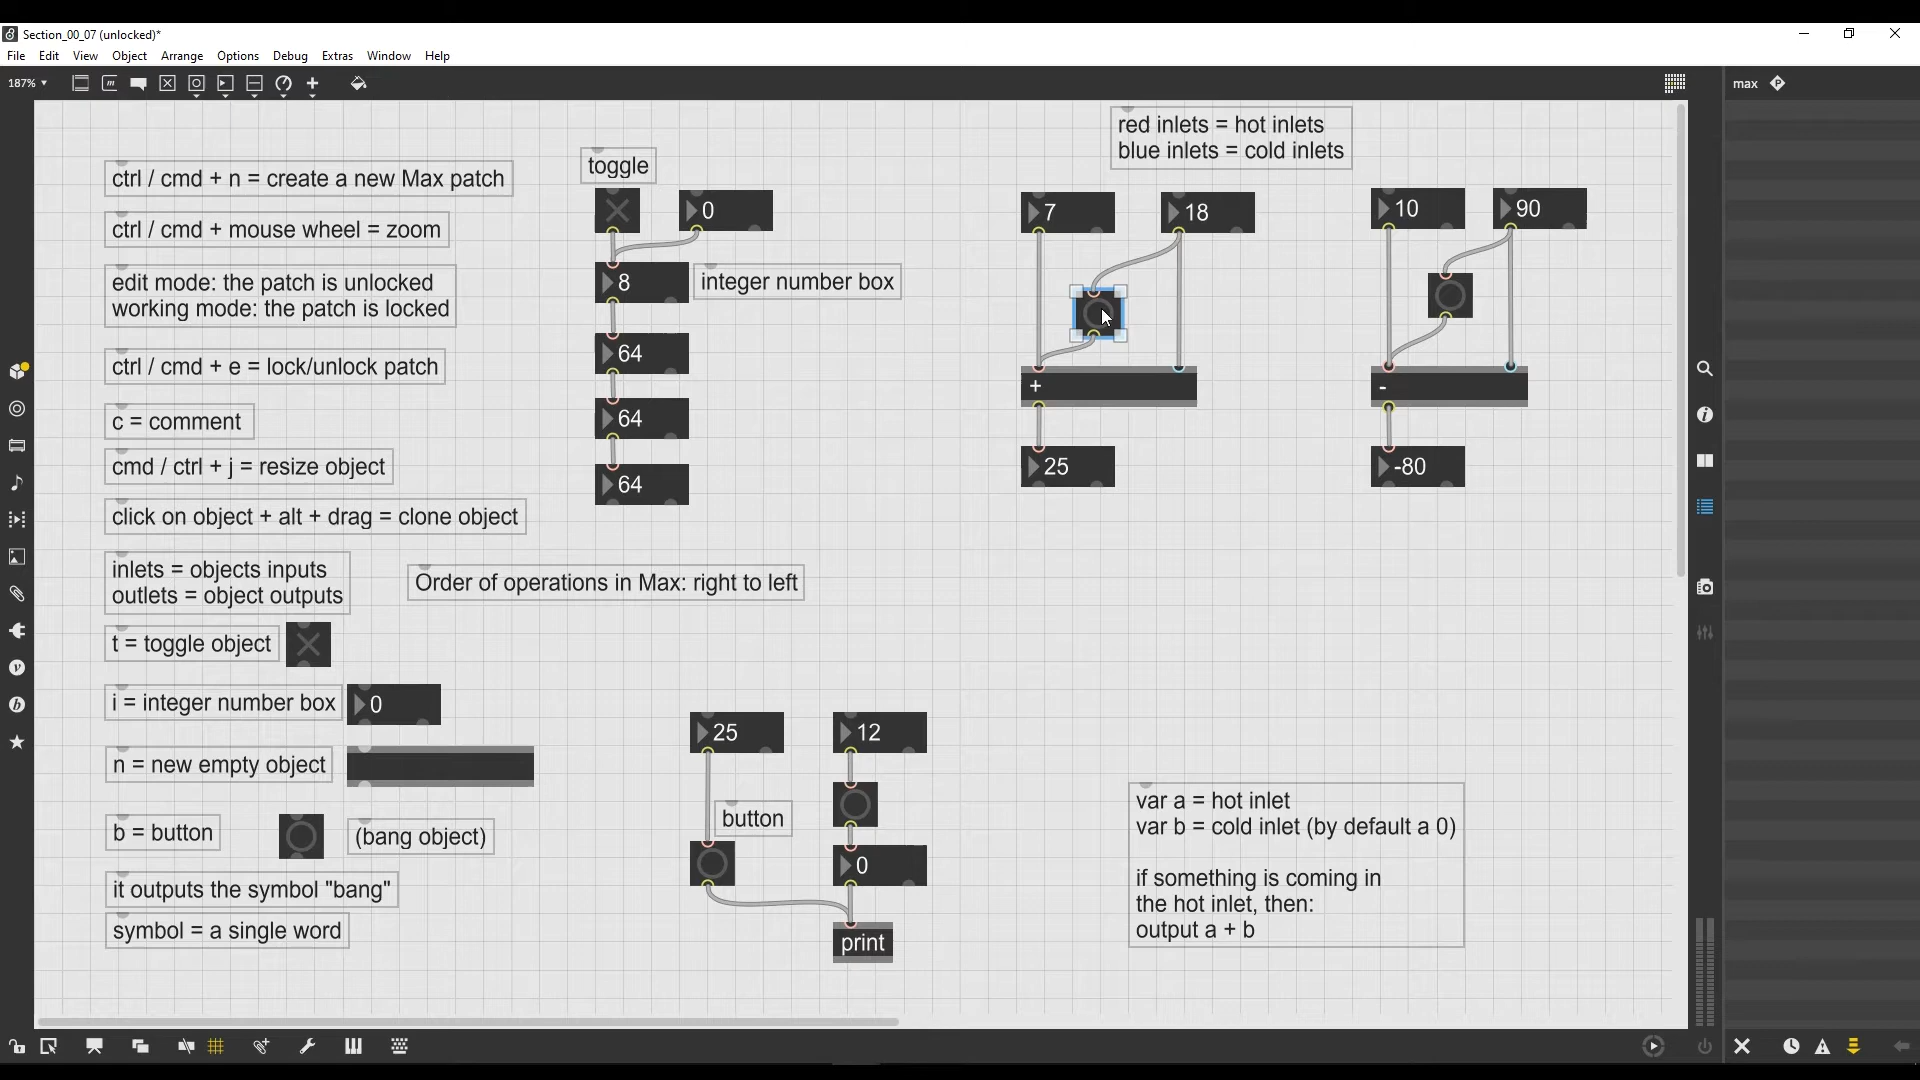 Section_00_07 (unlocked)*
File Edit View Object Arrange Options Debug Extras Window Help
187%
max
red inlets = hot inlets
blue inlets = cold inlets
toggle
ctrl / cmd + n = create a new Max patch
0
7
18
10
90
ctrl / cmd + mouse wheel = zoom
edit mode: the patch is unlocked
working mode: the patch is locked
8
integer number box
ctrl / cmd + e = lock/unlock patch
64
+
-
c = comment
64
cmd / ctrl + j = resize object
64
25
-80
click on object + alt + drag = clone object
inlets = objects inputs
outlets = object outputs
Order of operations in Max: right to left
t = toggle object
i = integer number box
0
25
12
n = new empty object
b = button
(bang object)
button
0
var a = hot inlet
var b = cold inlet (by default a 0)
if something is coming in
the hot inlet, then:
output a + b
it outputs the symbol "bang"
symbol = a single word
print